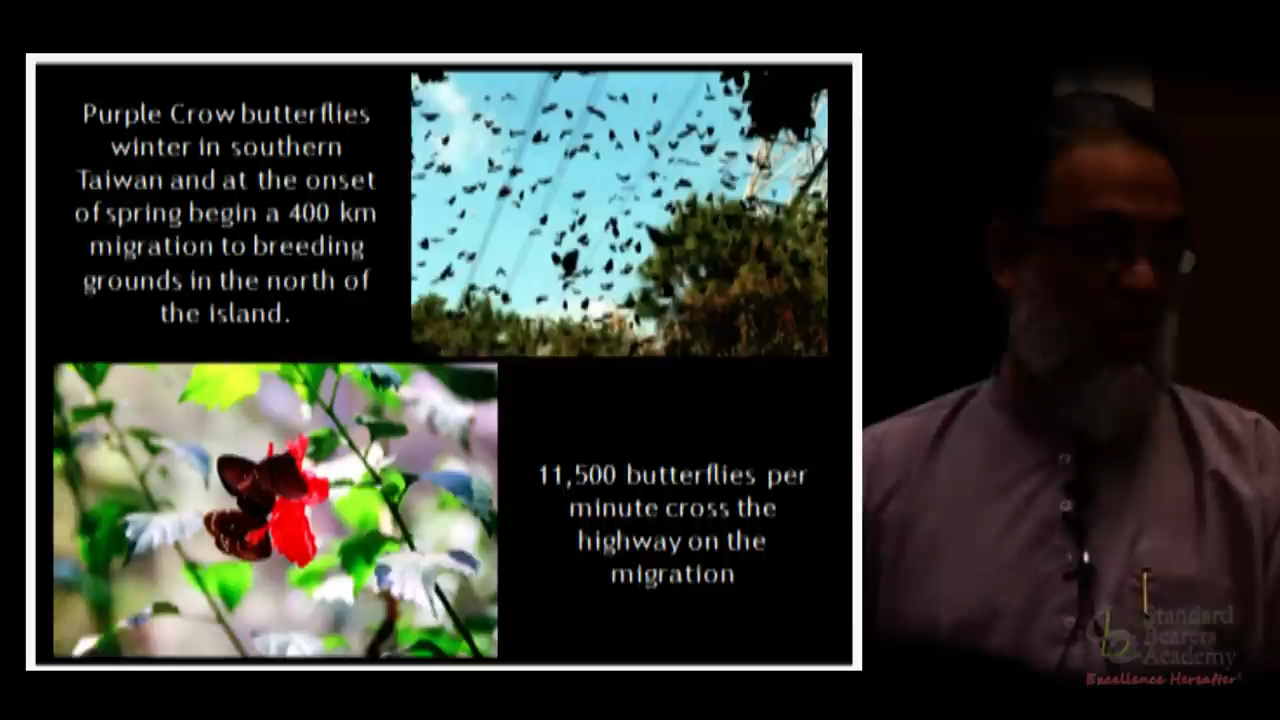 Purple Crow butterflies
winter in southern
Taiwan and at the onset
of spring begin a 400 km
migration to breeding
grounds in the north of
the island.
11,500 butterflies per
minute cross the
highway on the
migration
Standard
Bearers
Academy
Excellence Hereafter